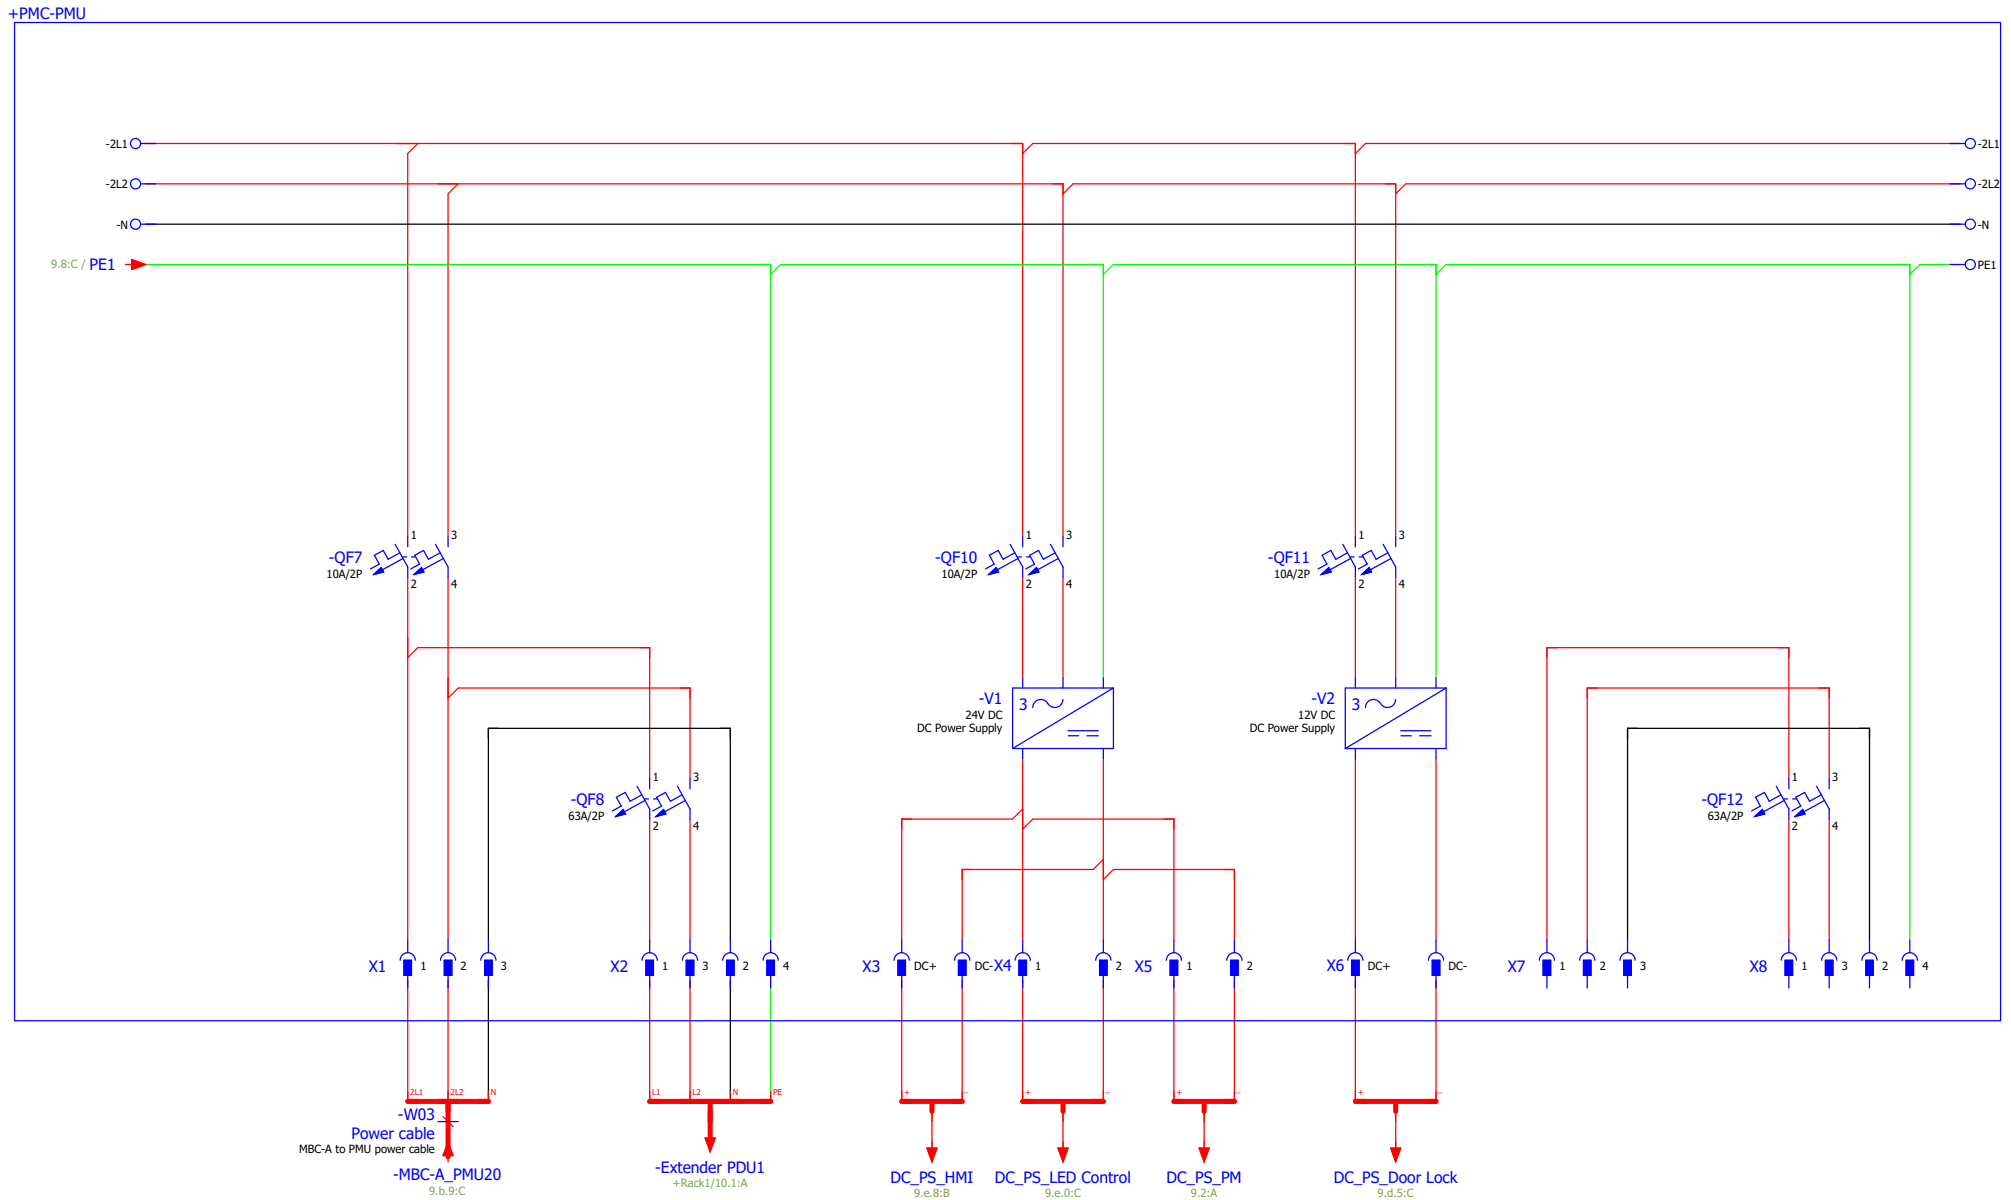 +PMC-PMU
-2L1 -2L1
-2L2 -2L2
-N -N
9.8:C / PE1 PE1
1 3 1 3 1 3
-QF7 -QF10 -QF11
10A/2P 10A/2P 10A/2P
2 4 2 4 2 4
-V1 3 -V2 3
24V DC 12V DC
DC Power Supply DC Power Supply
1 3 1 3
-QF8 -QF12
63A/2P 63A/2P
2 4 2 4
X1 1 2 3 X2 1 3 2 4 X3 DC+ DC- X4 1 2 X5 1 2 X6 DC+ DC- X7 1 2 3 X8 1 3 2 4
2L1 2L2 N L1 L2 N PE + - + - + - + -
-W03
Power cable
MBC-A to PMU power cable
-MBC-A_PMU20
9.b.9:C
-Extender PDU1
+Rack1/10.1:A
DC_PS_HMI
9.e.8:B
DC_PS_LED Control
9.e.0:C
DC_PS_PM
9.2:A
DC_PS_Door Lock
9.d.5:C